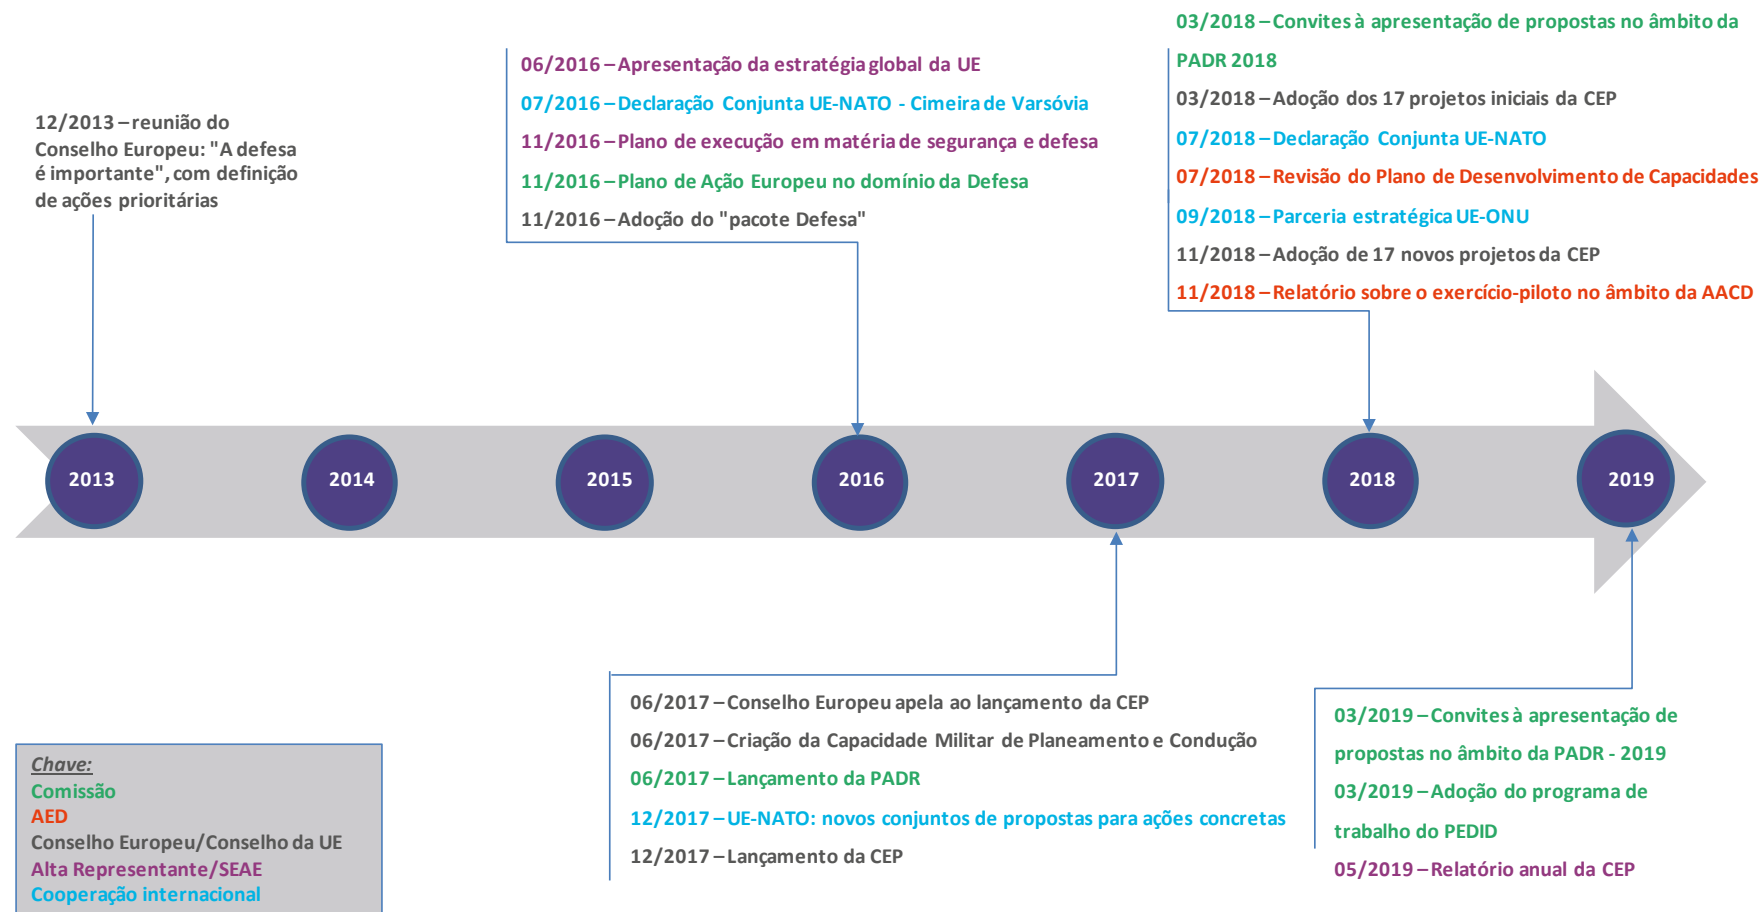 12/2013 – reunião do
Conselho Europeu: "A defesa
é importante", com definição
de ações prioritárias
06/2016 – Apresentação da estratégia global da UE
07/2016 – Declaração Conjunta UE-NATO - Cimeira de Varsóvia
11/2016 – Plano de execução em matéria de segurança e defesa
11/2016 – Plano de Ação Europeu no domínio da Defesa
11/2016 – Adoção do "pacote Defesa"
03/2018 – Convites à apresentação de propostas no âmbito da
PADR 2018
03/2018 – Adoção dos 17 projetos iniciais da CEP
07/2018 – Declaração Conjunta UE-NATO
07/2018 – Revisão do Plano de Desenvolvimento de Capacidades
09/2018 – Parceria estratégica UE-ONU
11/2018 – Adoção de 17 novos projetos da CEP
11/2018 – Relatório sobre o exercício-piloto no âmbito da AACD
2013
2014
2015
2016
2017
2018
2019
06/2017 – Conselho Europeu apela ao lançamento da CEP
06/2017 – Criação da Capacidade Militar de Planeamento e Condução
06/2017 – Lançamento da PADR
12/2017 – UE-NATO: novos conjuntos de propostas para ações concretas
12/2017 – Lançamento da CEP
03/2019 – Convites à apresentação de
propostas no âmbito da PADR - 2019
03/2019 – Adoção do programa de
trabalho do PEDID
05/2019 – Relatório anual da CEP
Chave:
Comissão
AED
Conselho Europeu/Conselho da UE
Alta Representante/SEAE
Cooperação internacional